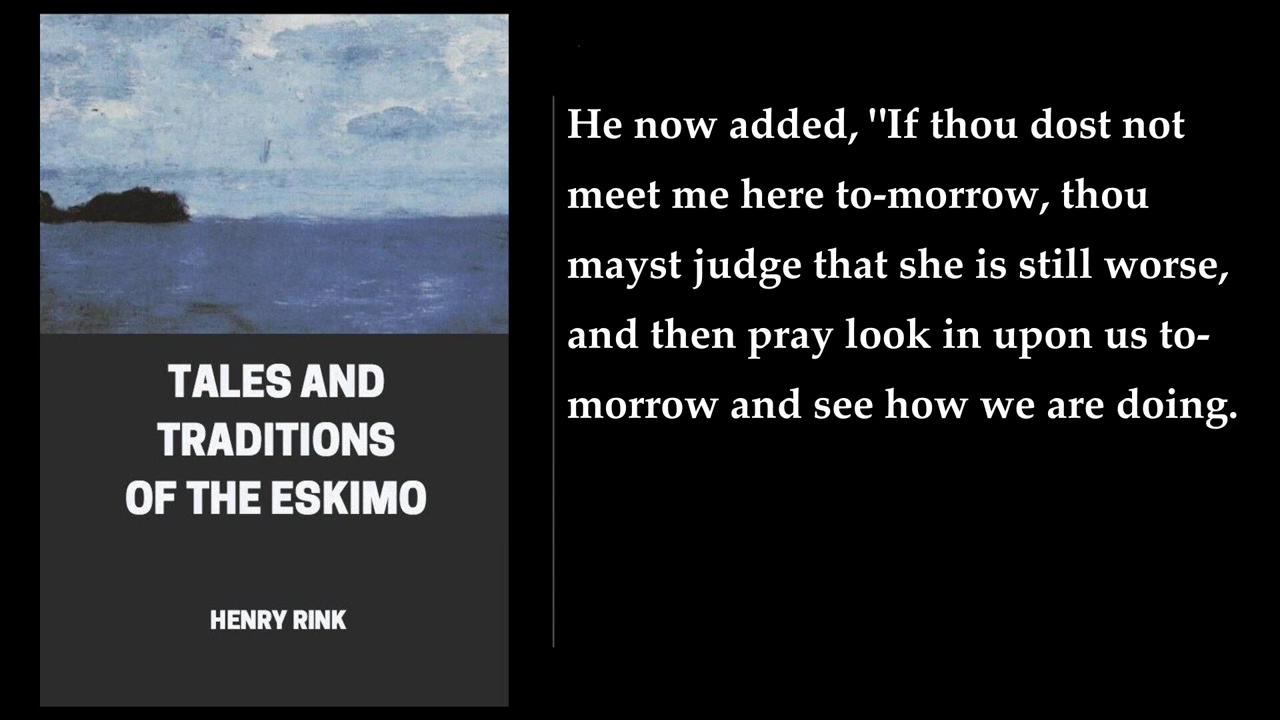 TALES AND
TRADITIONS
OF THE ESKIMO
HENRY RINK
He now added, "If thou dost not
meet me here to-morrow, thou
mayst judge that she is still worse,
and then pray look in upon us to-
morrow and see how we are doing.